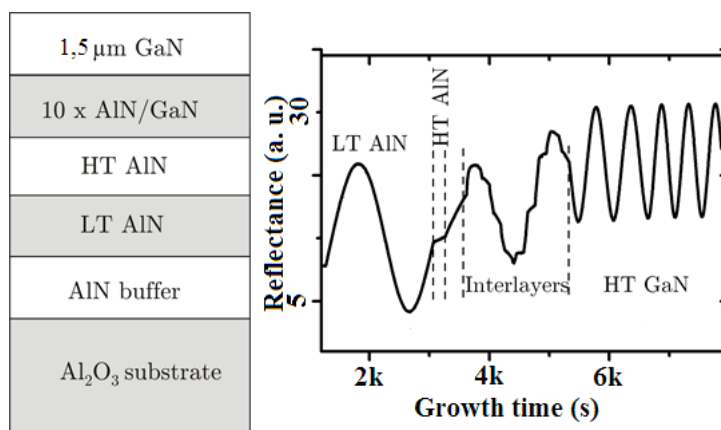 1,5 µm GaN
10 x AlN/GaN
HT AlN
LT AlN
AlN buffer
Al₂O₃ substrate
Reflectance (a. u.)
30
5
LT AlN
HT AlN
Interlayers
HT GaN
2k 4k 6k
Growth time (s)